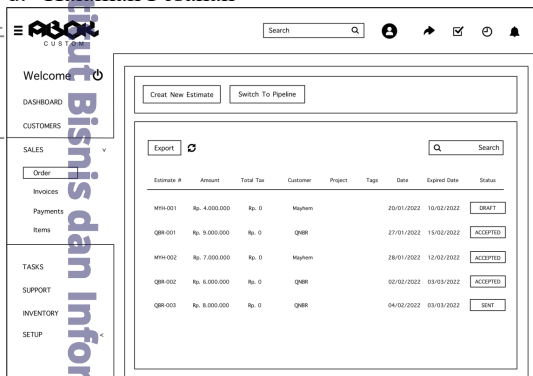 Search
CUSTOM
Welcome
Creat New Estimate Switch To Pipeline
DASHBOARD
CUSTOMERS
SALES v
Export Search
Order
Estimate # Amount Total Tax Customer Project Tags Date Expired Date Status
Invoices
MYH-001 Rp. 4.000.000 Rp. 0 Mayhem 20/01/2022 10/02/2022 DRAFT
Payments
Items
QBR-001 Rp. 9.000.000 Rp. 0 QNBR 27/01/2022 15/02/2022 ACCEPTED
MYH-002 Rp. 7.000.000 Rp. 0 Mayhem 28/01/2022 12/02/2022 ACCEPTED
TASKS
QBR-002 Rp. 6.000.000 Rp. 0 QNBR 02/02/2022 03/03/2022 ACCEPTED
SUPPORT
QBR-003 Rp. 8.000.000 Rp. 0 QNBR 04/02/2022 03/03/2022 SENT
INVENTORY
SETUP <
Bisnis dan Infor